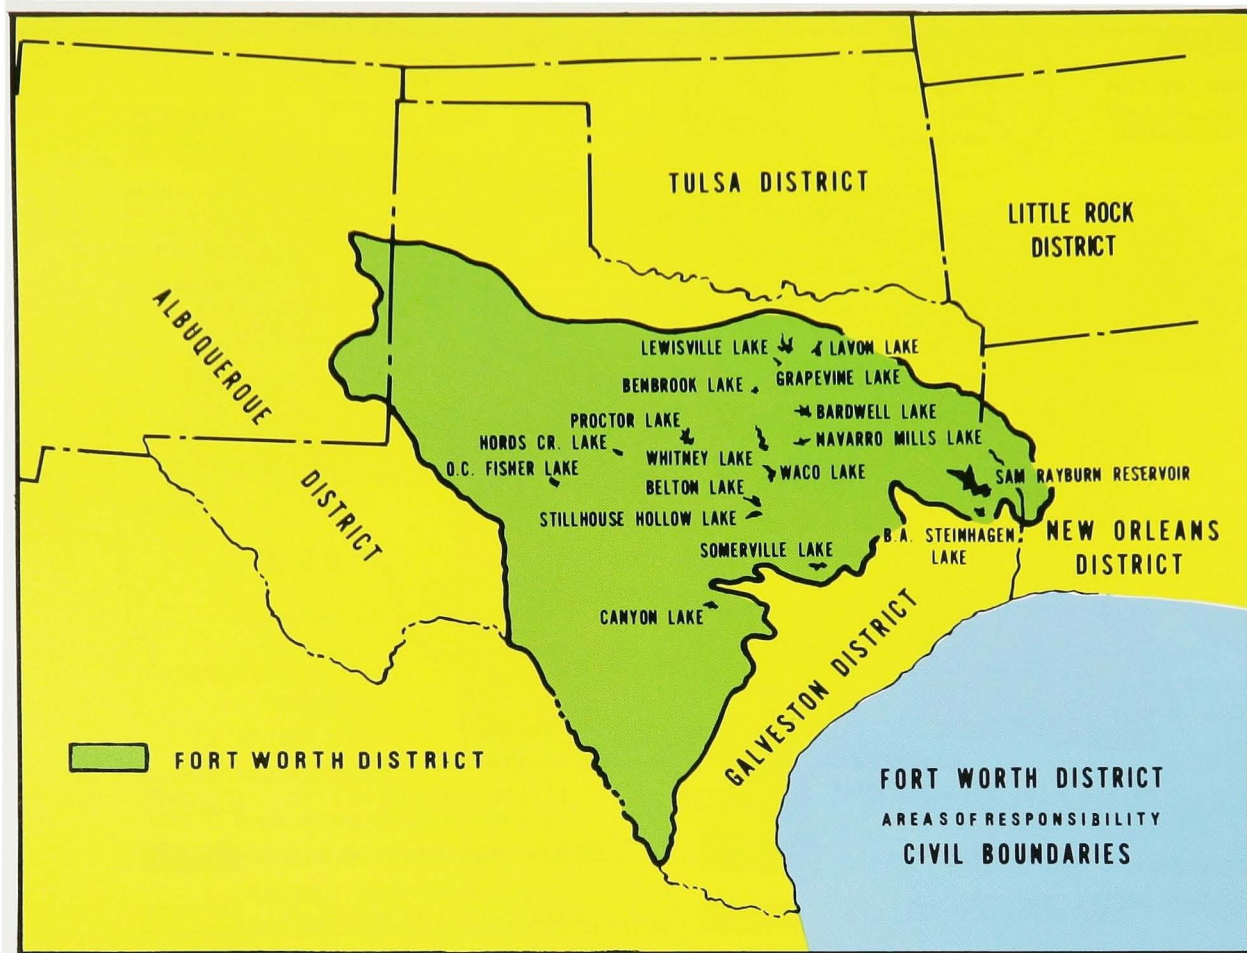 TULSA DISTRICT
LITTLE ROCK
DISTRICT
ALBUQUERQUE
DISTRICT
LEWISVILLE LAKE
LAVON LAKE
GRAPEVINE LAKE
BENBROOK LAKE
BARDWELL LAKE
PROCTOR LAKE
NAVARRO MILLS LAKE
HORDS CR. LAKE
WHITNEY LAKE
O.C. FISHER LAKE
WACO LAKE
SAM RAYBURN RESERVOIR
BELTON LAKE
STILLHOUSE HOLLOW LAKE
B.A. STEINHAGEN
LAKE
NEW ORLEANS
DISTRICT
SOMERVILLE LAKE
CANYON LAKE
GALVESTON DISTRICT
FORT WORTH DISTRICT
FORT WORTH DISTRICT
AREAS OF RESPONSIBILITY
CIVIL BOUNDARIES